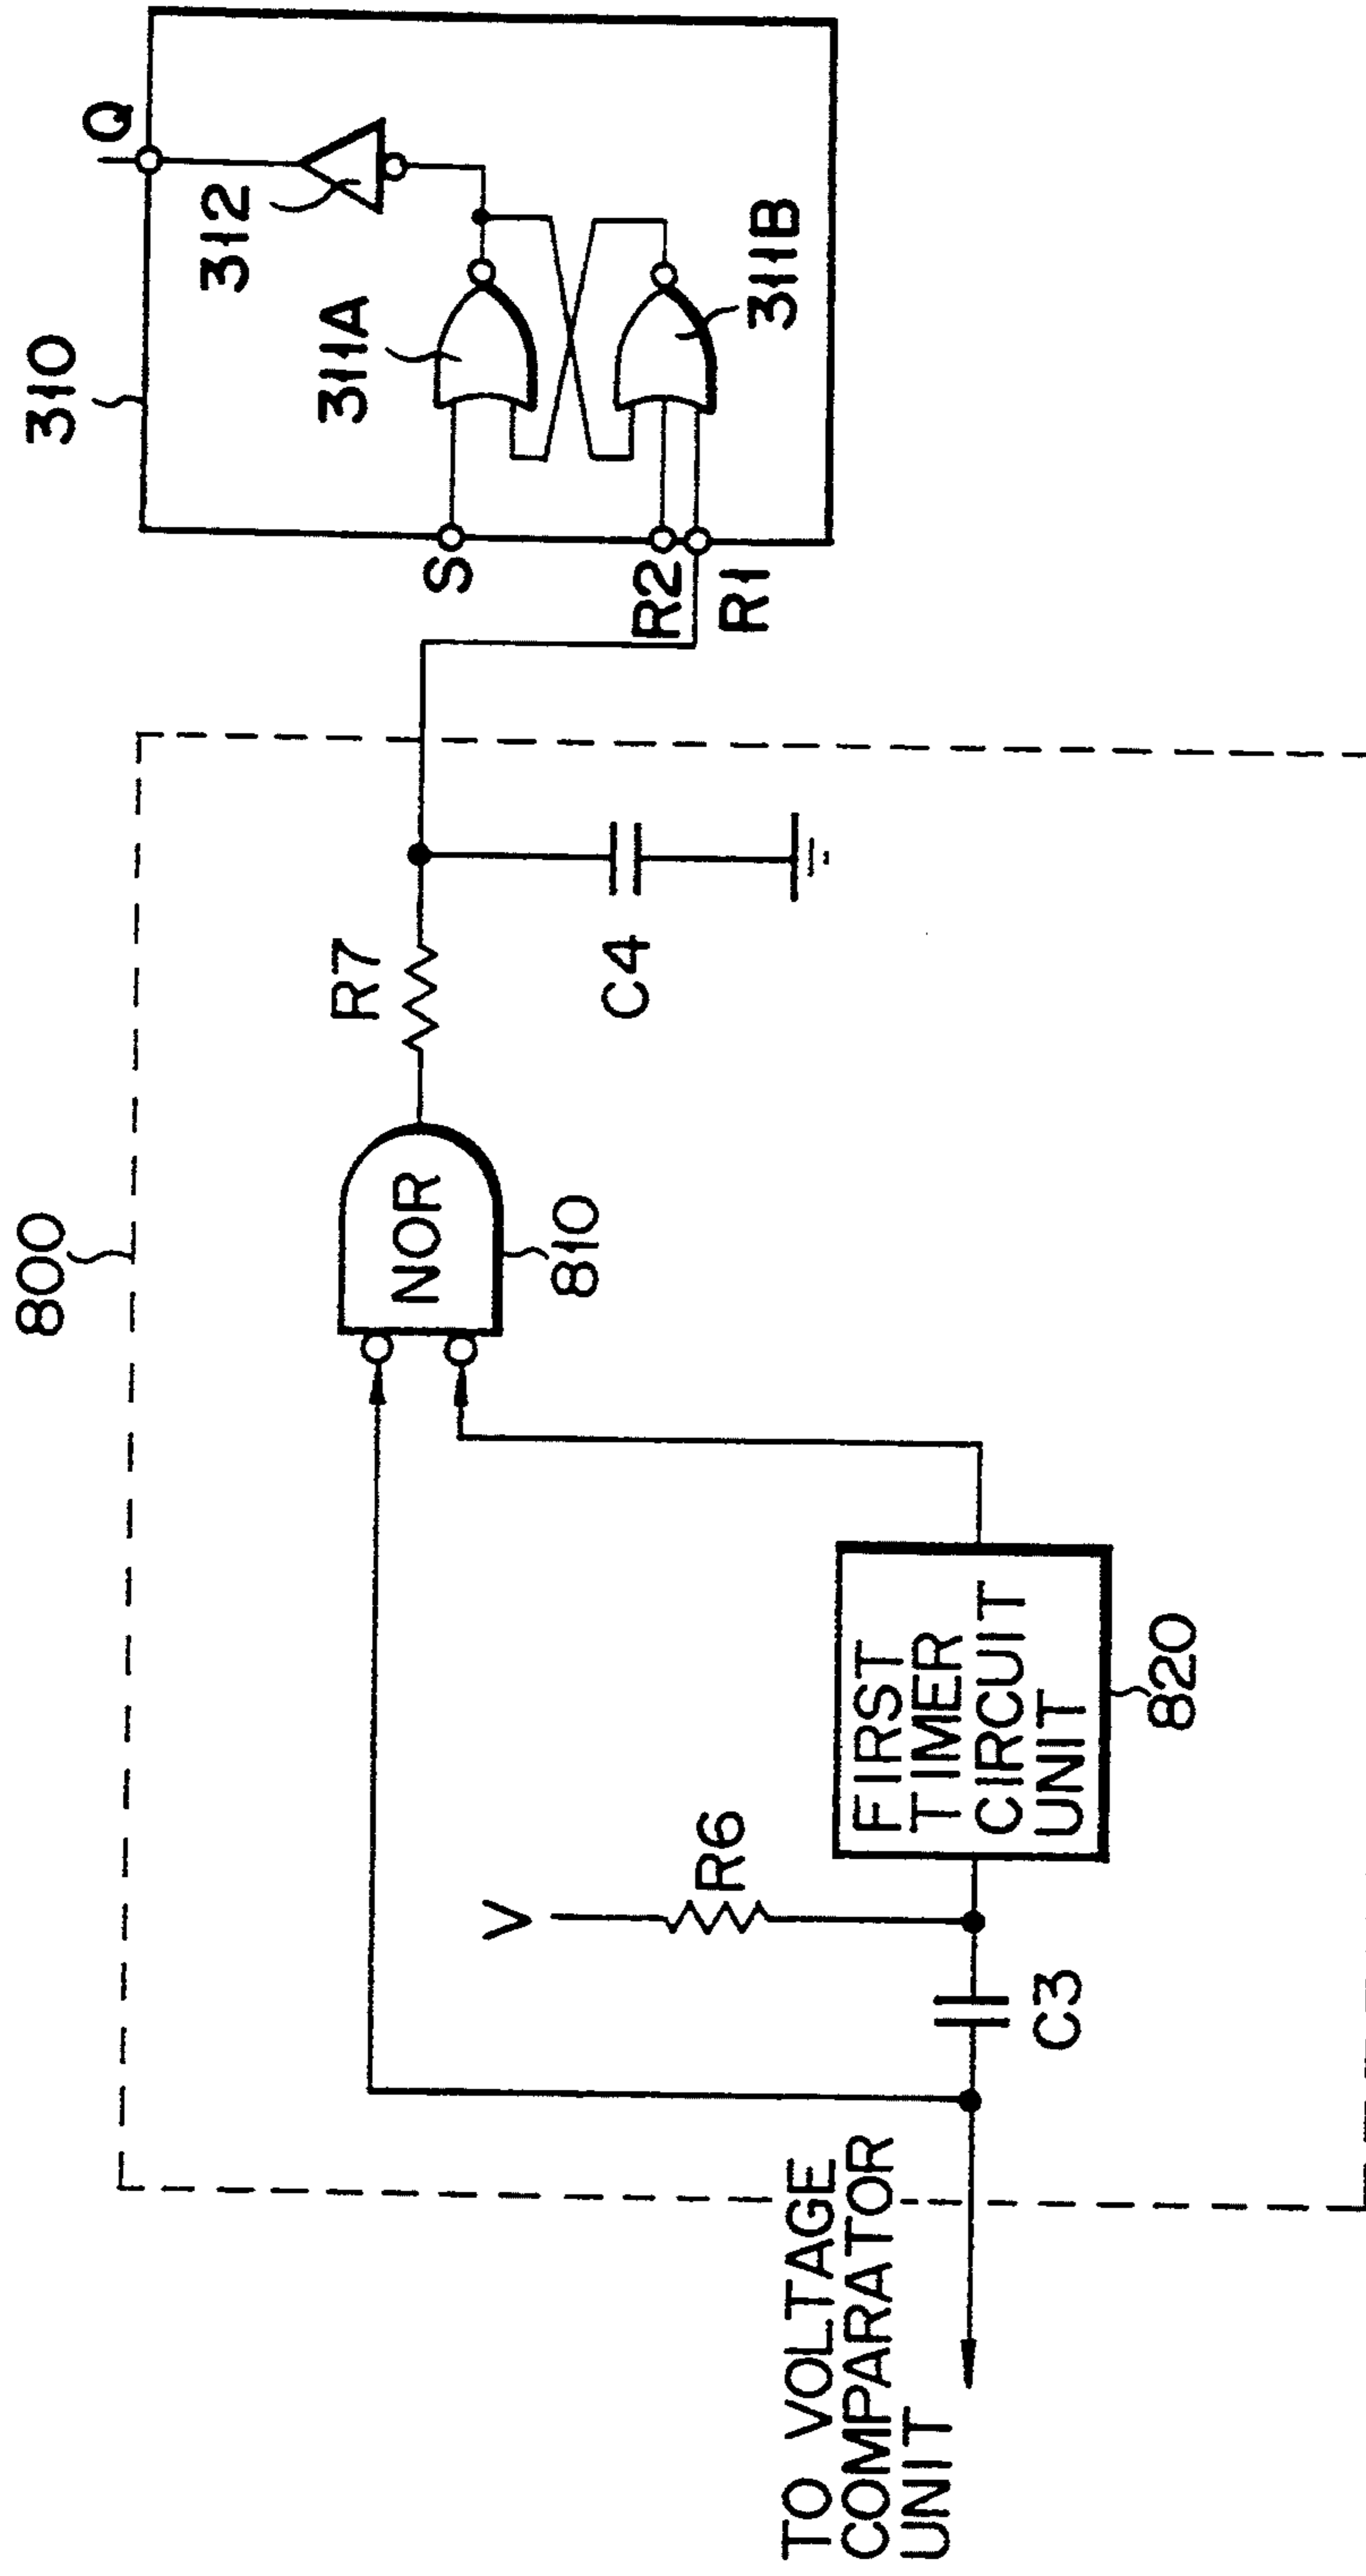 800
310
Q
312
311A
S
311B
R2
R1
R7
C4
NOR
810
V
R6
FIRST
TIMER
CIRCUIT
UNIT
820
C3
TO VOLTAGE
COMPARATOR
UNIT